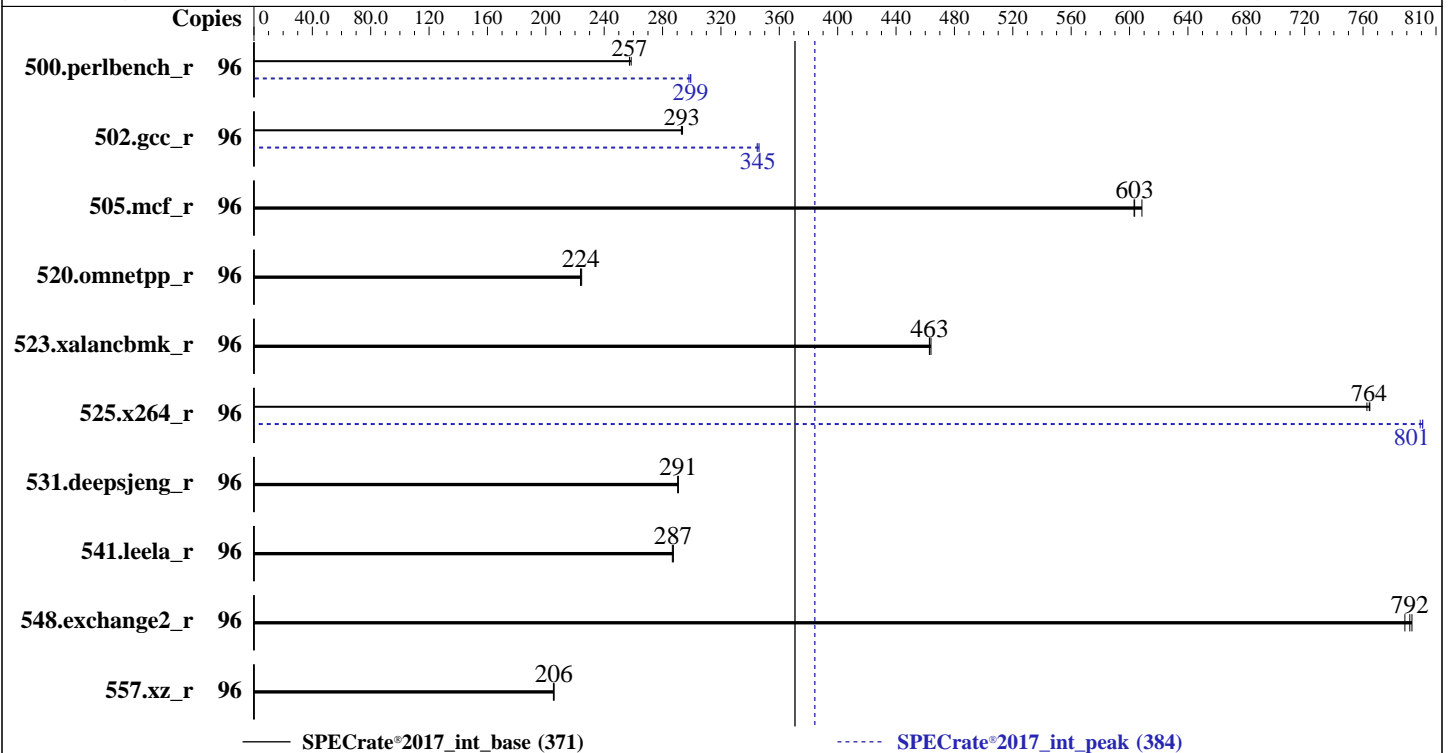 Copies 0 40.0 80.0 120 160 200 240 280 320 360 400 440 480 520 560 600 640 680 720 760 810
257
500.perlbench_r 96
299
293
502.gcc_r 96
345
603
505.mcf_r 96
224
520.omnetpp_r 96
463
523.xalancbmk_r 96
764
525.x264_r 96
801
291
531.deepsjeng_r 96
287
541.leela_r 96
792
548.exchange2_r 96
206
557.xz_r 96
SPECrate®2017_int_base (371) SPECrate®2017_int_peak (384)